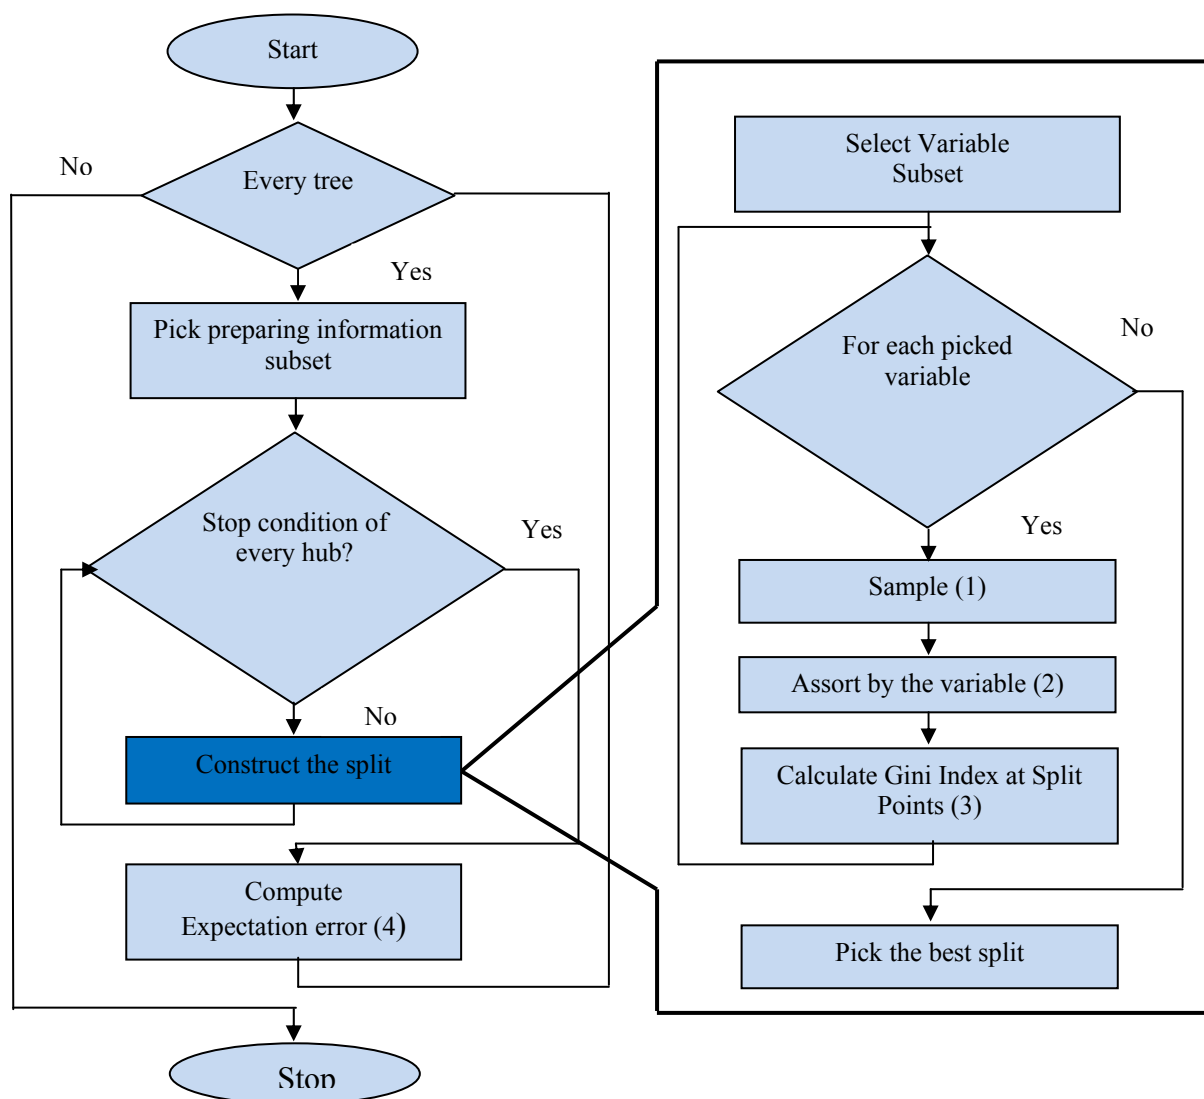 Start
No
Every tree
Yes
Pick preparing information
subset
Stop condition of
every hub?
Yes
No
Construct the split
Compute
Expectation error (4)
Stop
Select Variable
Subset
For each picked
variable
No
Yes
Sample (1)
Assort by the variable (2)
Calculate Gini Index at Split
Points (3)
Pick the best split